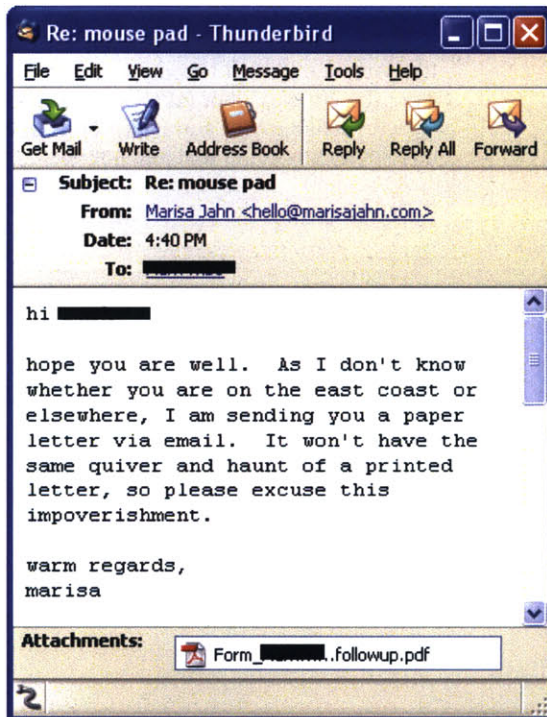 Re: mouse pad - Thunderbird
File Edit View Go Message Tools Help
Get Mail Write Address Book Reply Reply All Forward
Subject: Re: mouse pad
From: Marisa Jahn <hello@marisajahn.com>
Date: 4:40 PM
To:
hi
hope you are well. As I don't know
whether you are on the east coast or
elsewhere, I am sending you a paper
letter via email. It won't have the
same quiver and haunt of a printed
letter, so please excuse this
impoverishment.
warm regards,
marisa
Attachments:
Form_ ..followup.pdf